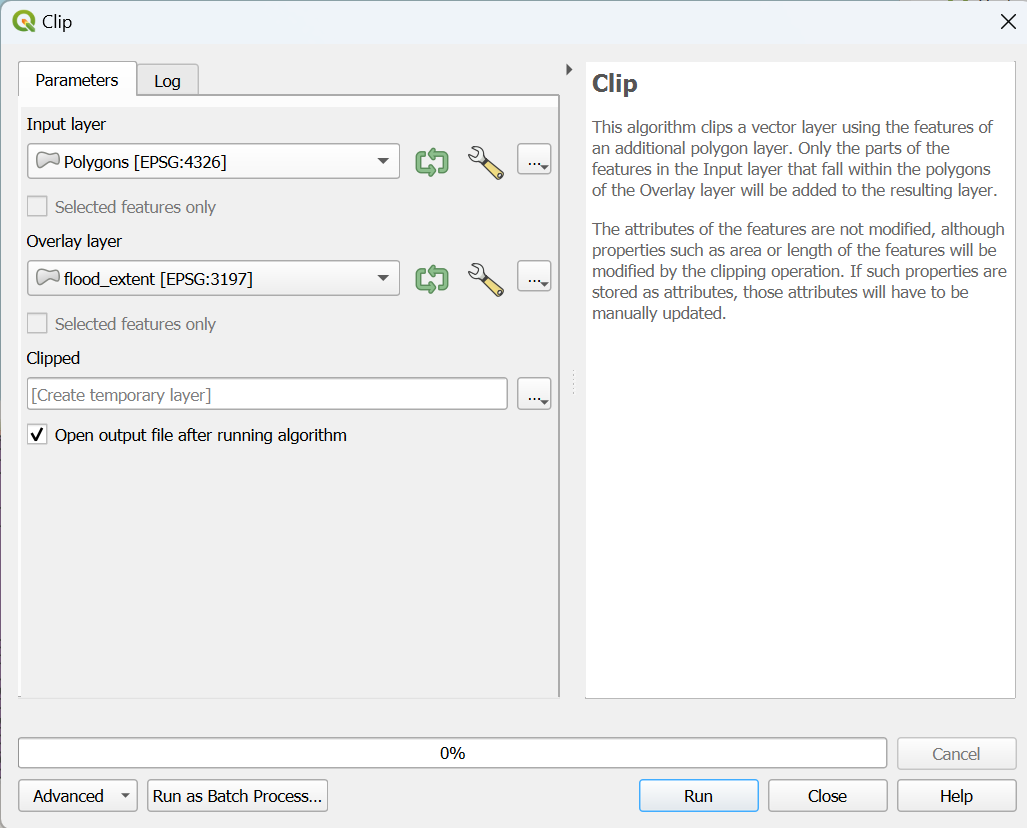 Clip
Parameters
Log
Input layer
Polygons [EPSG:4326]
...
Selected features only
Overlay layer
flood_extent [EPSG:3197]
...
Selected features only
Clipped
[Create temporary layer]
...
Open output file after running algorithm
Clip
This algorithm clips a vector layer using the features of
an additional polygon layer. Only the parts of the
features in the Input layer that fall within the polygons
of the Overlay layer will be added to the resulting layer.
The attributes of the features are not modified, although
properties such as area or length of the features will be
modified by the clipping operation. If such properties are
stored as attributes, those attributes will have to be
manually updated.
0%
Cancel
Advanced
Run as Batch Process...
Run
Close
Help